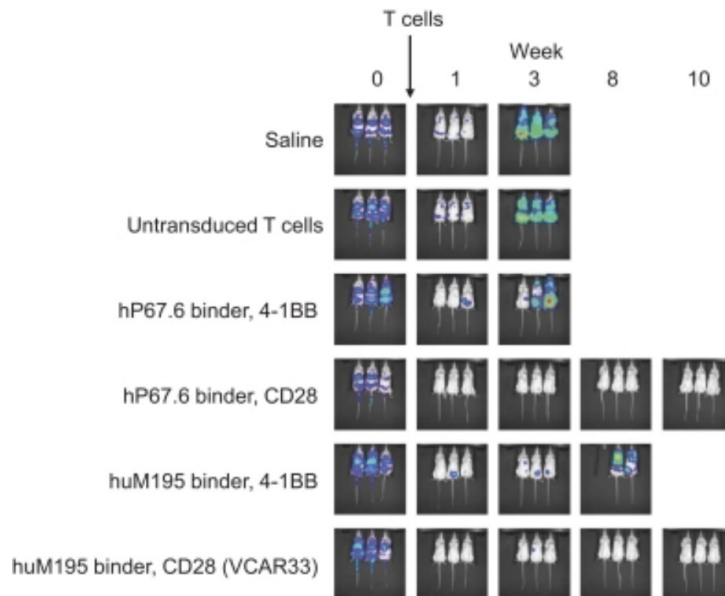 T cells
Week
0 1 3 8 10
Saline
Untransduced T cells
hP67.6 binder, 4-1BB
hP67.6 binder, CD28
huM195 binder, 4-1BB
huM195 binder, CD28 (VCAR33)